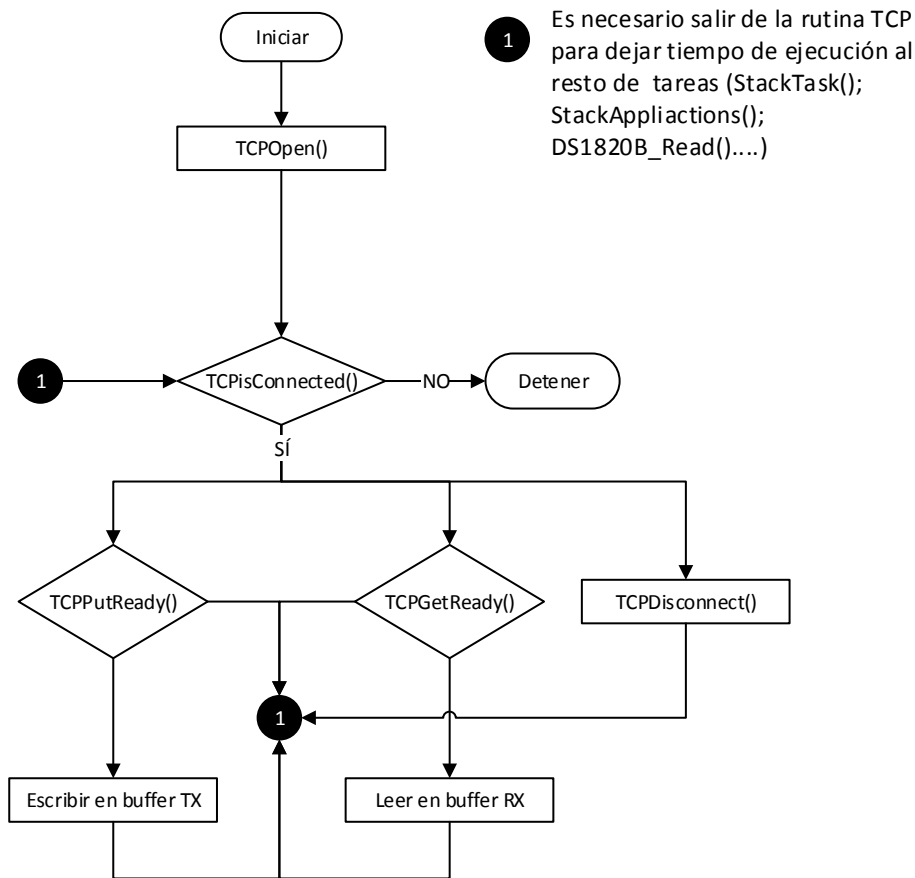 Iniciar
1
Es necesario salir de la rutina TCP
para dejar tiempo de ejecución al
resto de tareas (StackTask();
StackAppliactions();
DS1820B_Read()....)
TCPOpen()
1
TCPisConnected()
NO
Detener
SÍ
TCPPutReady()
TCPGetReady()
TCPDisconnect()
1
Escribir en buffer TX
Leer en buffer RX